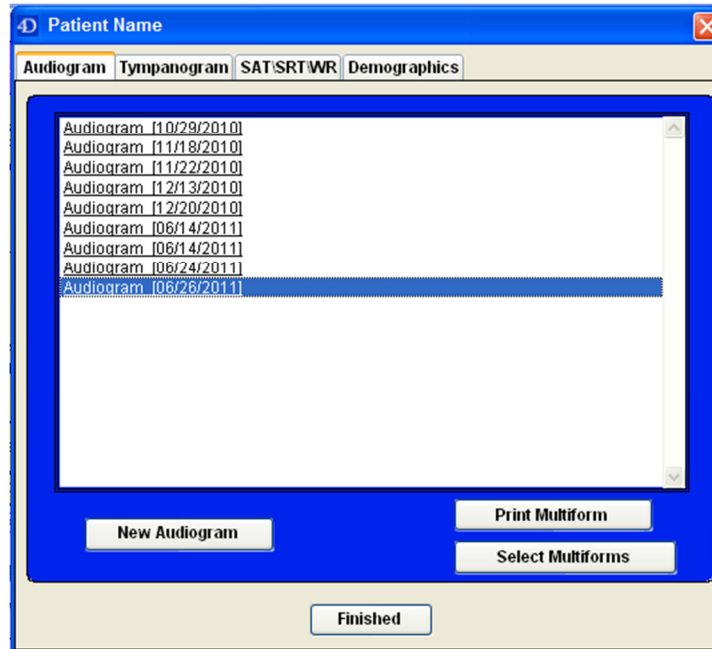 4D Patient Name
Audiogram Tympanogram SAT\SRT\WR Demographics
Audiogram [10/29/2010]
Audiogram [11/18/2010]
Audiogram [11/22/2010]
Audiogram [12/13/2010]
Audiogram [12/20/2010]
Audiogram [06/14/2011]
Audiogram [06/14/2011]
Audiogram [06/24/2011]
Audiogram [06/26/2011]
Print Multiform
New Audiogram
Select Multiforms
Finished